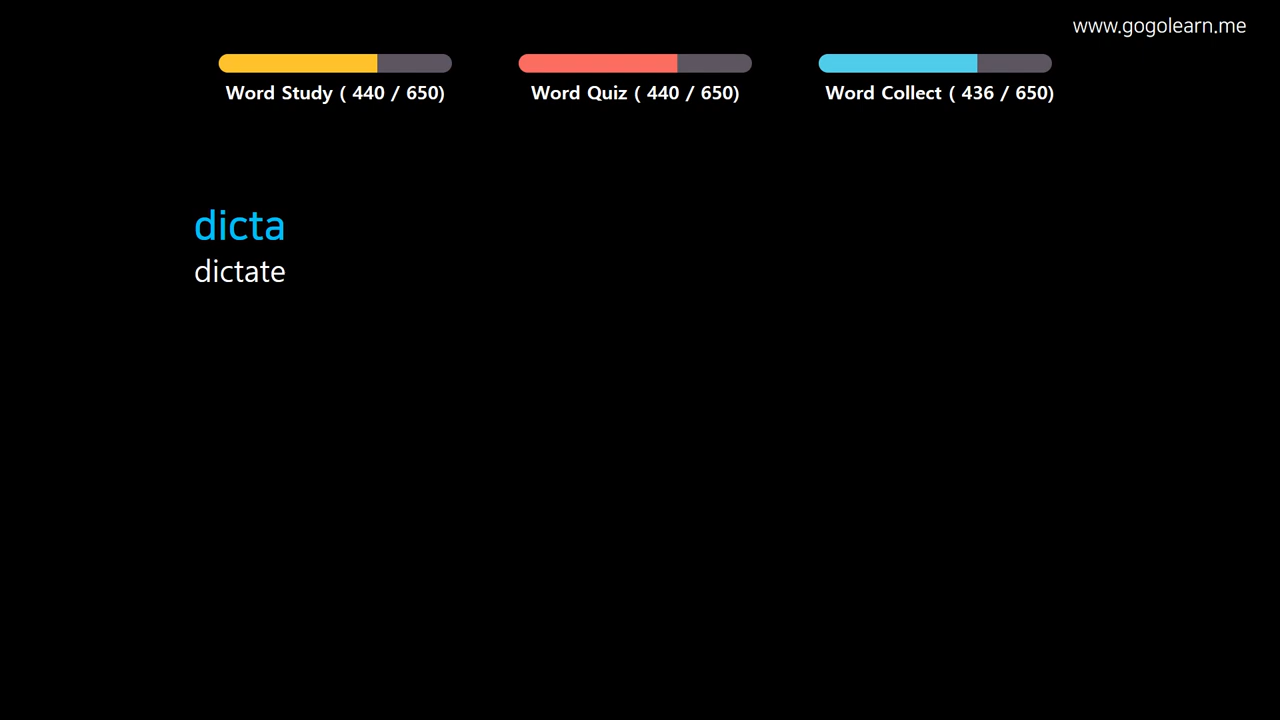 www.gogolearn.me
Word Study ( 440 / 650)
Word Quiz ( 440 / 650)
Word Collect ( 436 / 650)
dicta
dictate